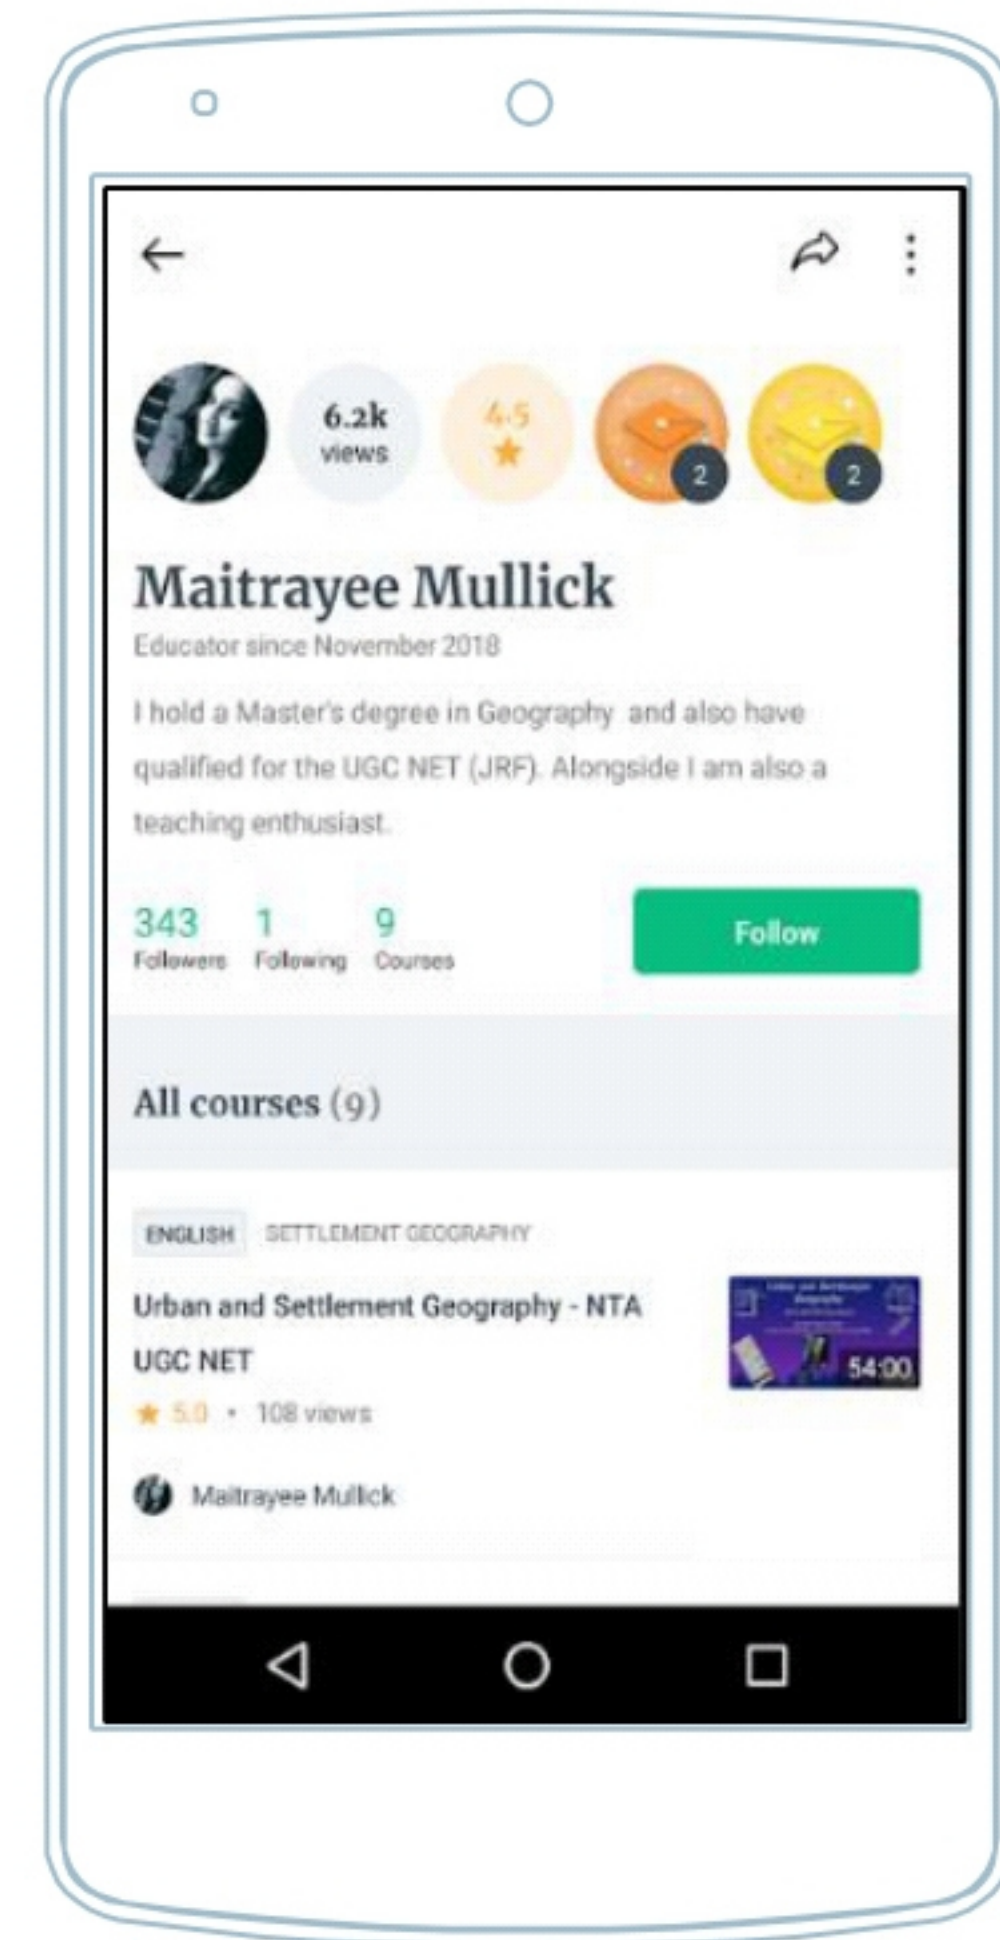 6.2k
views
4.5
2
2
Maitrayee Mullick
Educator since November 2018
I hold a Master's degree in Geography and also have
qualified for the UGC NET (JRF). Alongside I am also a
teaching enthusiast.
343 1 9
Followers Following Courses
Follow
All courses (9)
ENGLISH SETTLEMENT GEOGRAPHY
Urban and Settlement Geography - NTA
UGC NET
5.0 • 108 views
54:00
Maitrayee Mullick